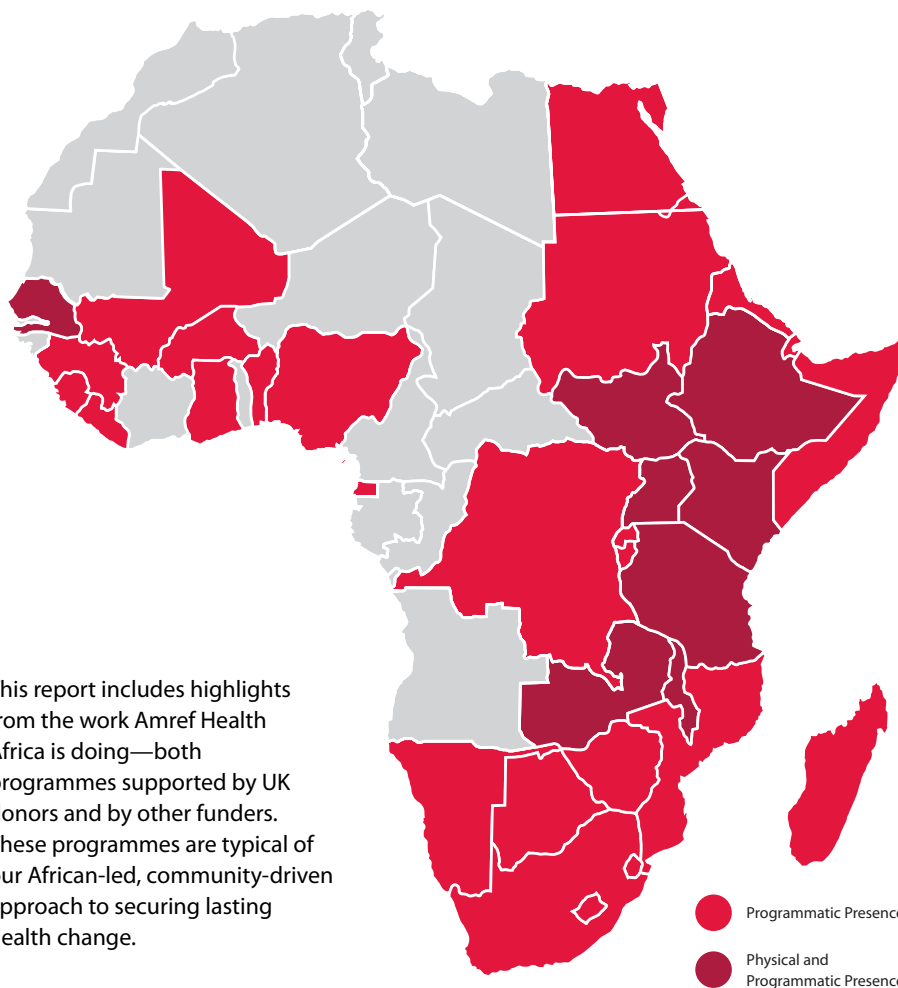 his report includes highlights
rom the work Amref Health
frica is doing—both
rogrammes supported by UK
onors and by other funders.
hese programmes are typical of
ur African-led, community-driven
pproach to securing lasting
ealth change.
Programmatic Presence
Physical and
Programmatic Presence